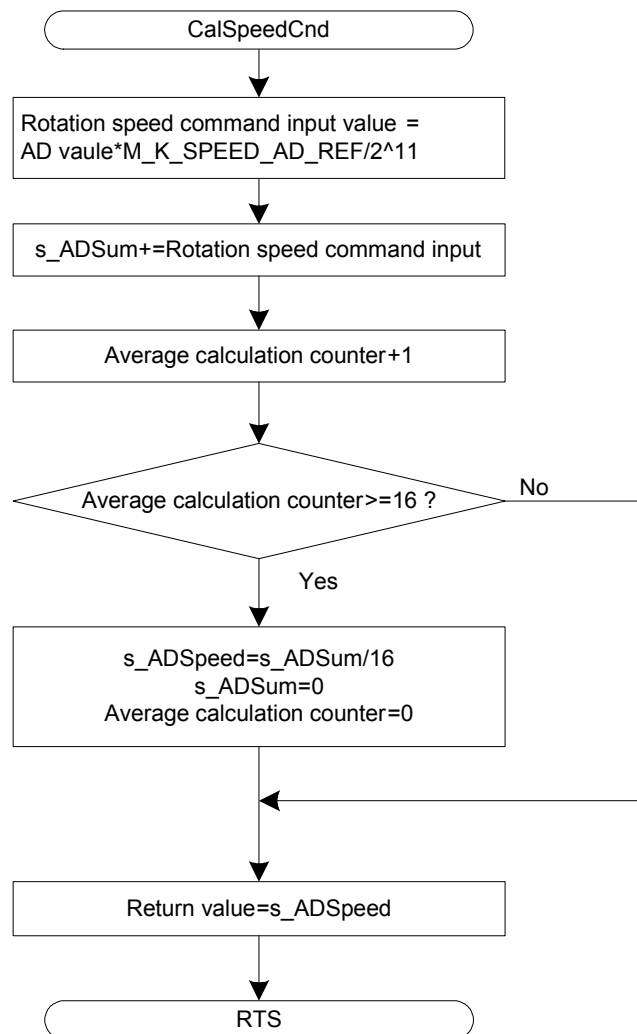 CalSpeedCnd
Rotation speed command input value =
AD vaule*M_K_SPEED_AD_REF/2^11
s_ADSum+=Rotation speed command input
Average calculation counter+1
Average calculation counter>=16 ?
No
Yes
s_ADSpeed=s_ADSum/16
s_ADSum=0
Average calculation counter=0
Return value=s_ADSpeed
RTS